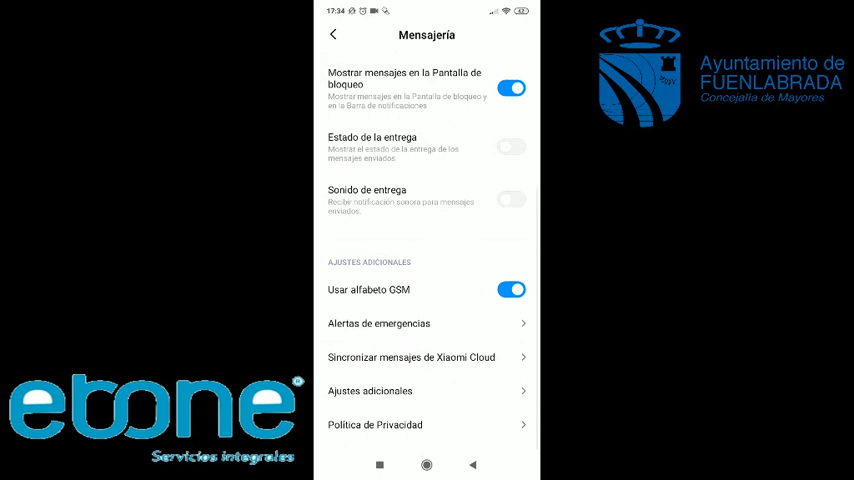 17:34
67
Mensajería
Mostrar mensajes en la Pantalla de
bloqueo
Mostrar mensajes en la Pantalla de bloqueo y
en la Barra de notificaciones
Estado de la entrega
Mostrar el estado de la entrega de los
mensajes enviados
Sonido de entrega
Recibir notificación sonora para mensajes
enviados.
AJUSTES ADICIONALES
Usar alfabeto GSM
Alertas de emergencias
Sincronizar mensajes de Xiaomi Cloud
Ajustes adicionales
Política de Privacidad
Ayuntamiento de
FUENLABRADA
Concejalía de Mayores
ebone
Servicios integrales